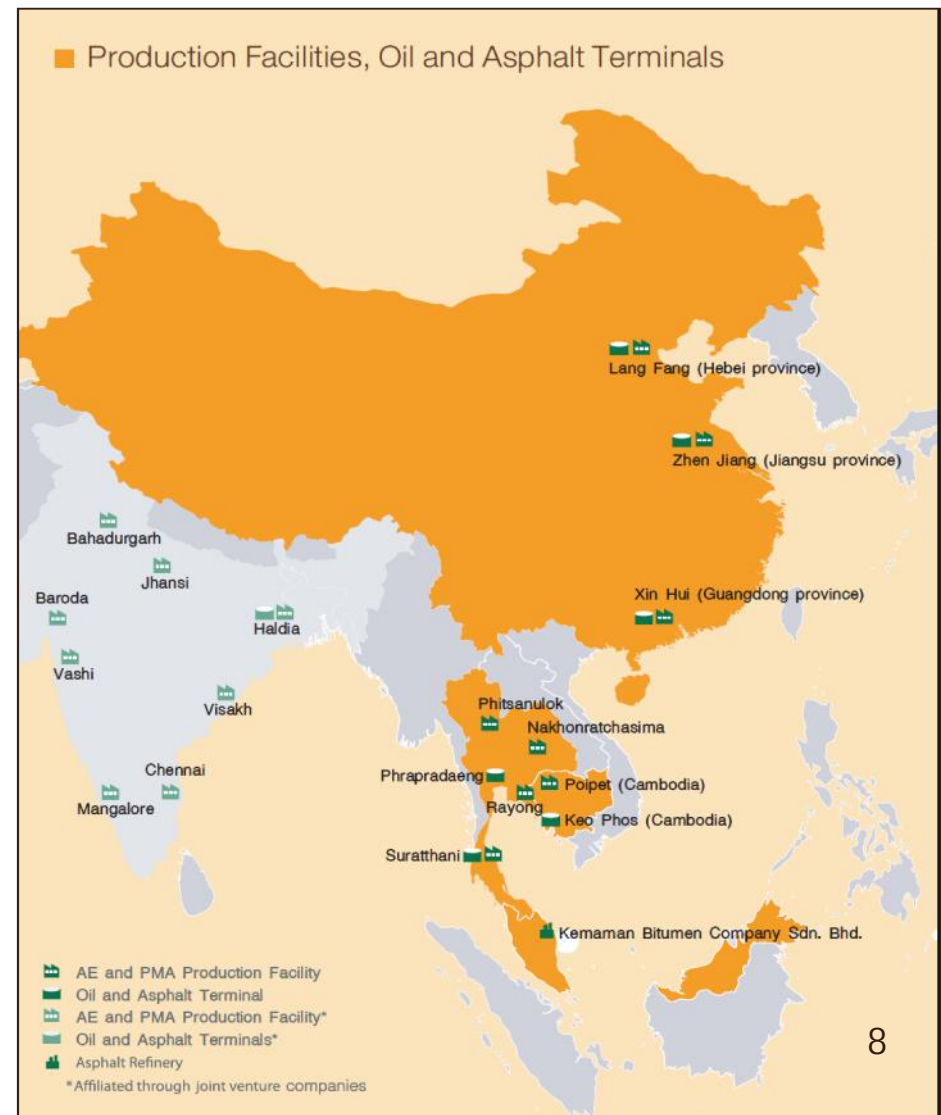 Production Facilities, Oil and Asphalt Terminals
Lang Fang (Hebei province)
Zhen Jiang (Jiangsu province)
Bahadurgarh
Jhansi
Baroda
Xin Hui (Guangdong province)
Haldia
Vashi
Visakh
Phitsanulok
Nakhonratchasima
Chennai
Phrapradaeng
Poipet (Cambodia)
Mangalore
Rayong
Keo Phos (Cambodia)
Suratthani
Kemaman Bitumen Company Sdn. Bhd.
AE and PMA Production Facility
Oil and Asphalt Terminal
AE and PMA Production Facility*
Oil and Asphalt Terminals*
Asphalt Refinery
*Affiliated through joint venture companies
8